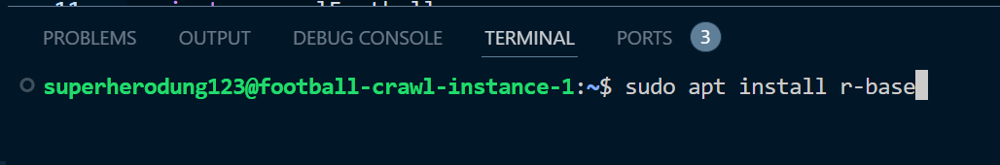 PROBLEMS OUTPUT DEBUG CONSOLE TERMINAL PORTS 3
superherodung123@football-crawl-instance-1:~$ sudo apt install r-base